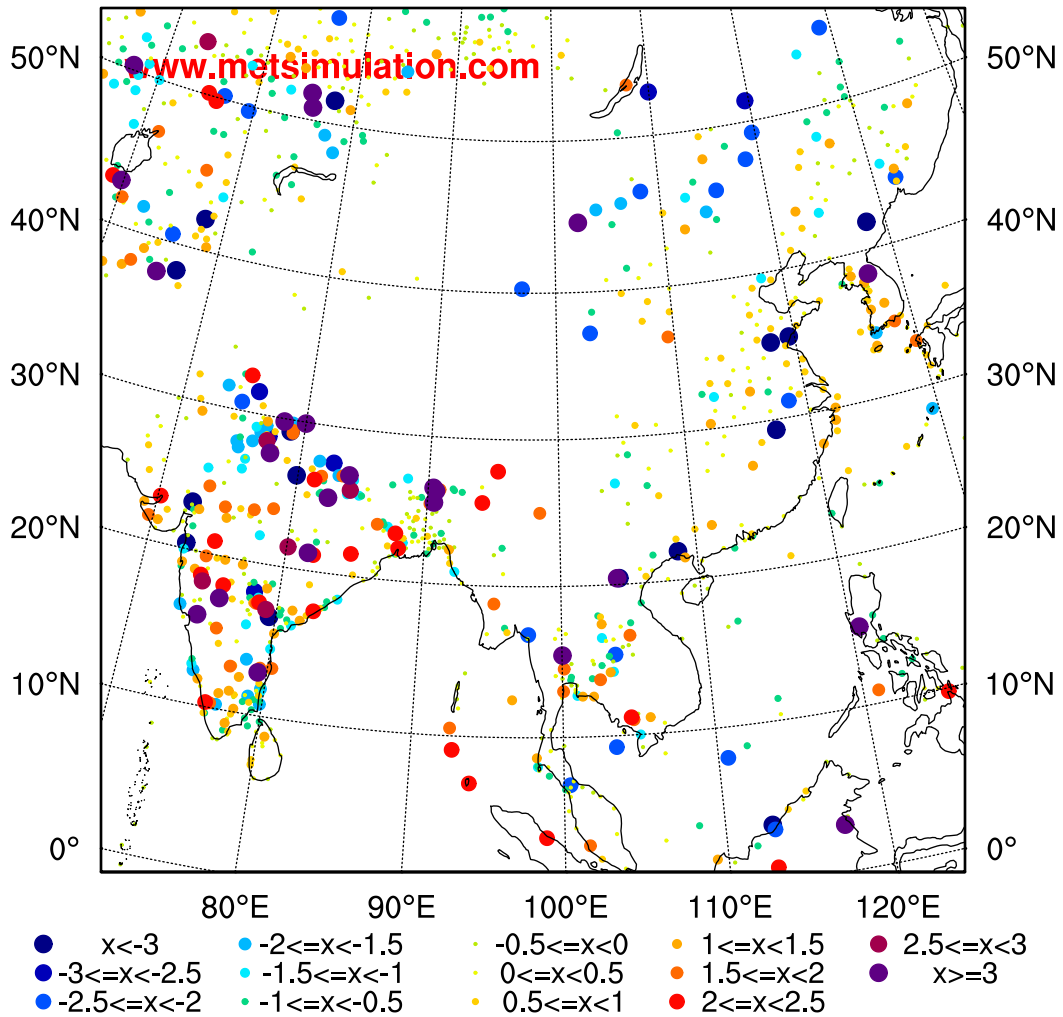 50°N 50°N
www.metsimulation.com
40°N 40°N
30°N 30°N
20°N 20°N
10°N 10°N
0° 0°
80°E 90°E 100°E 110°E 120°E
x<-3 -2<=x<-1.5 -0.5<=x<0 1<=x<1.5 2.5<=x<3
-3<=x<-2.5 -1.5<=x<-1 0<=x<0.5 1.5<=x<2 x>=3
-2.5<=x<-2 -1<=x<-0.5 0.5<=x<1 2<=x<2.5